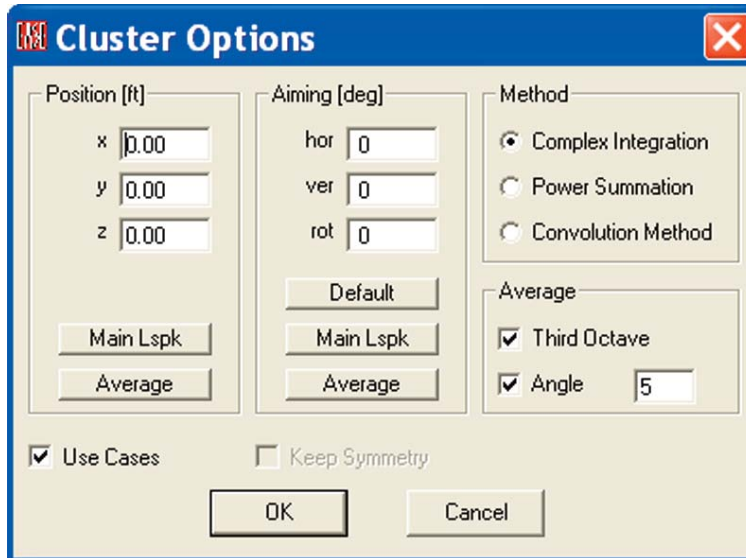 Cluster Options
Position [ft]
x 0.00
y 0.00
z 0.00
Main Lspk
Average
Aiming [deg]
hor 0
ver 0
rot 0
Default
Main Lspk
Average
Method
Complex Integration
Power Summation
Convolution Method
Average
Third Octave
Angle 5
Use Cases
Keep Symmetry
OK
Cancel